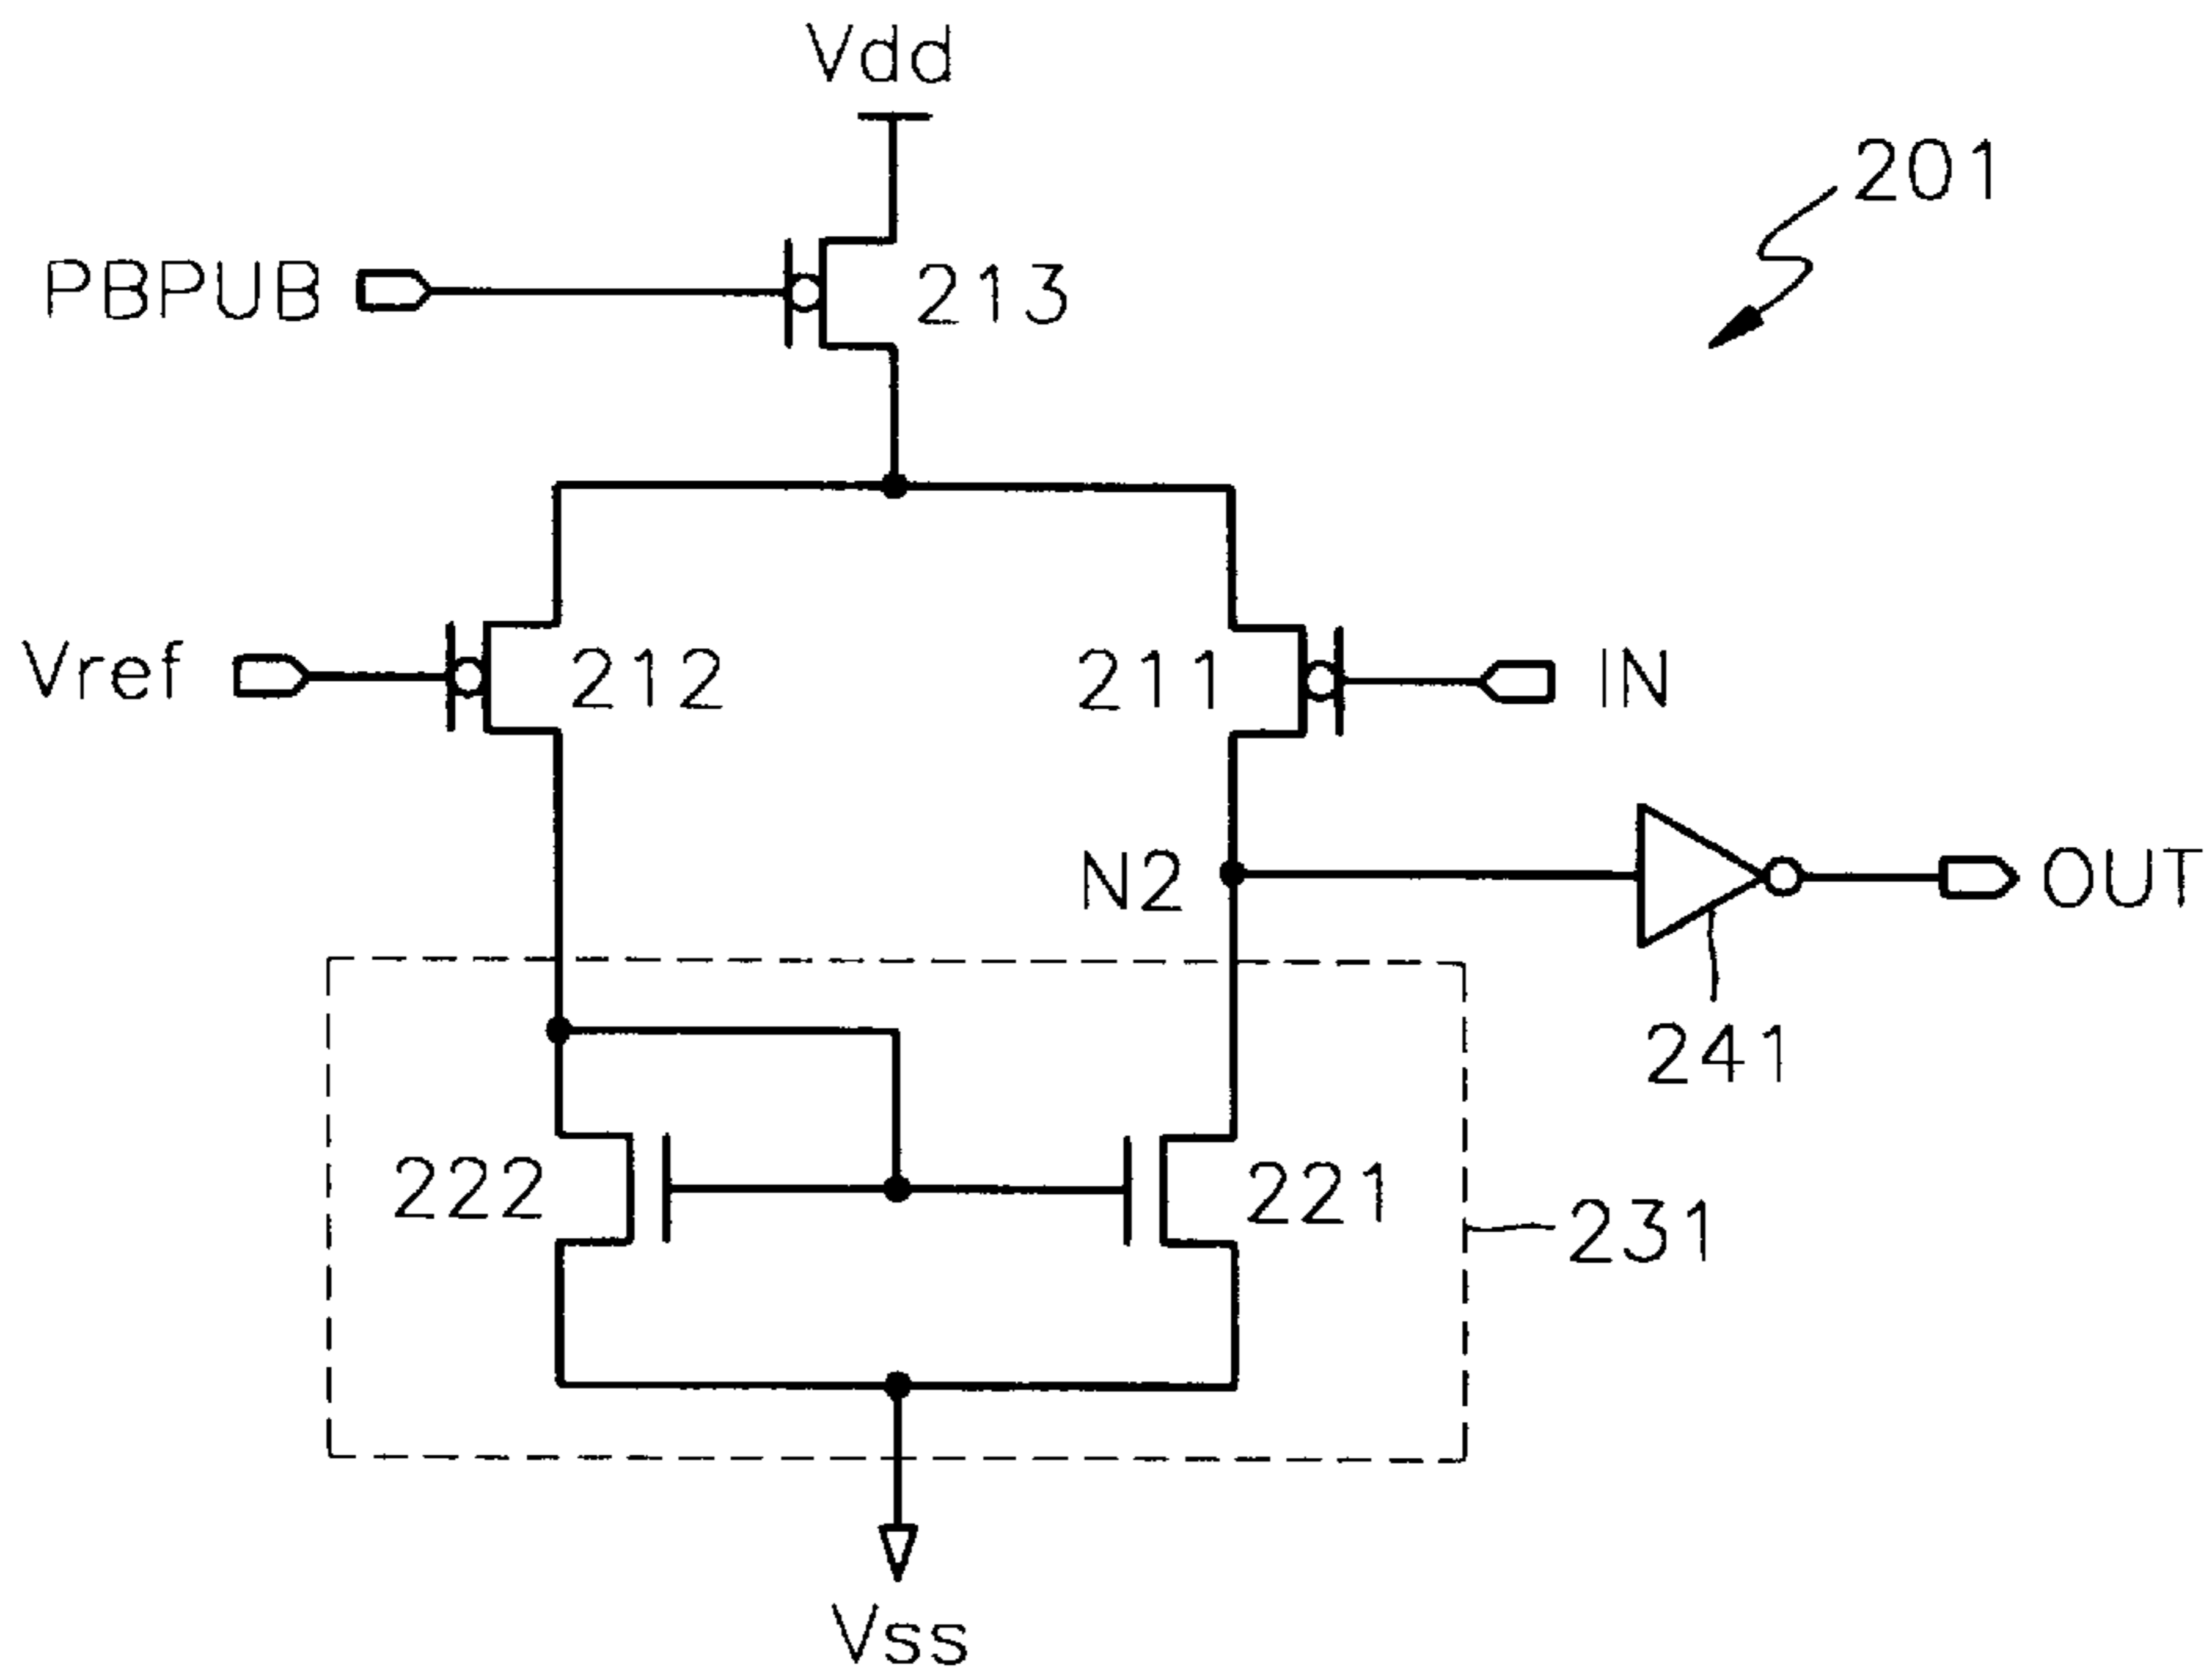 Vdd
201
PBPUB
213
Vref
212
211
IN
N2
OUT
241
222
221
231
Vss